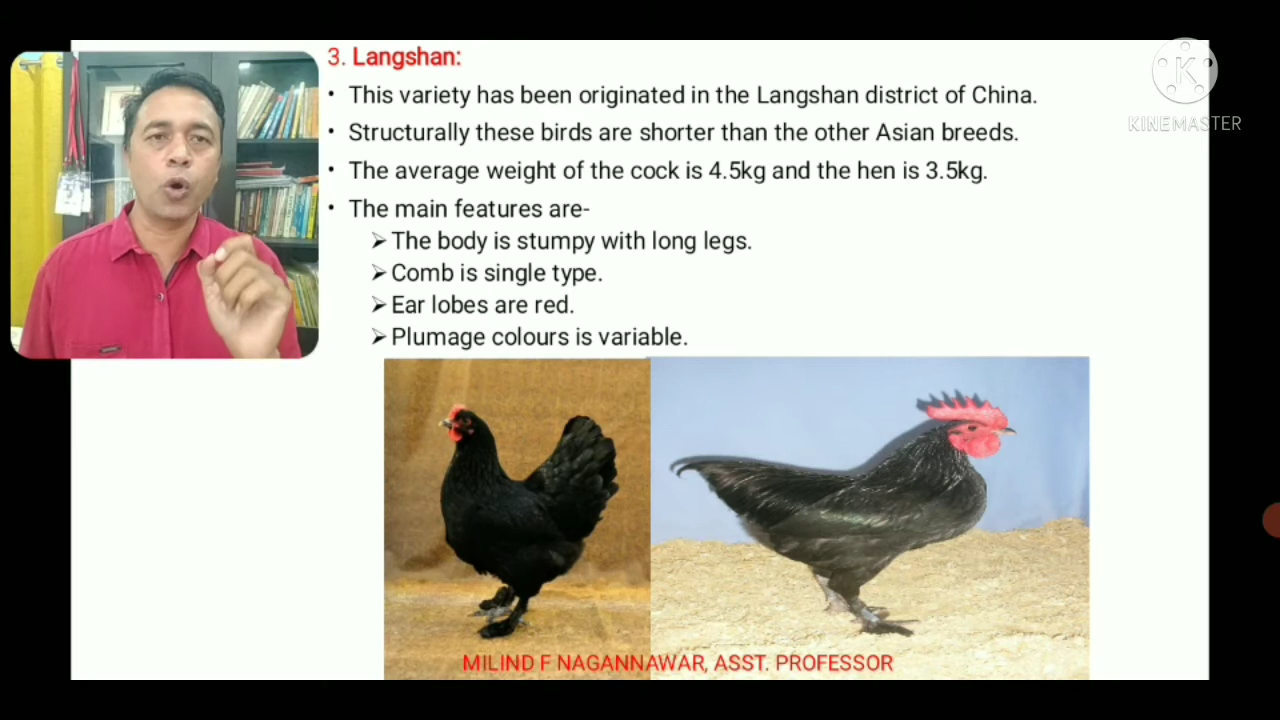 3. Langshan:
KINEMASTER
• This variety has been originated in the Langshan district of China.
• Structurally these birds are shorter than the other Asian breeds.
• The average weight of the cock is 4.5kg and the hen is 3.5kg.
• The main features are-
➢ The body is stumpy with long legs.
➢ Comb is single type.
➢ Ear lobes are red.
➢ Plumage colours is variable.
MILIND F NAGANNAWAR, ASST. PROFESSOR